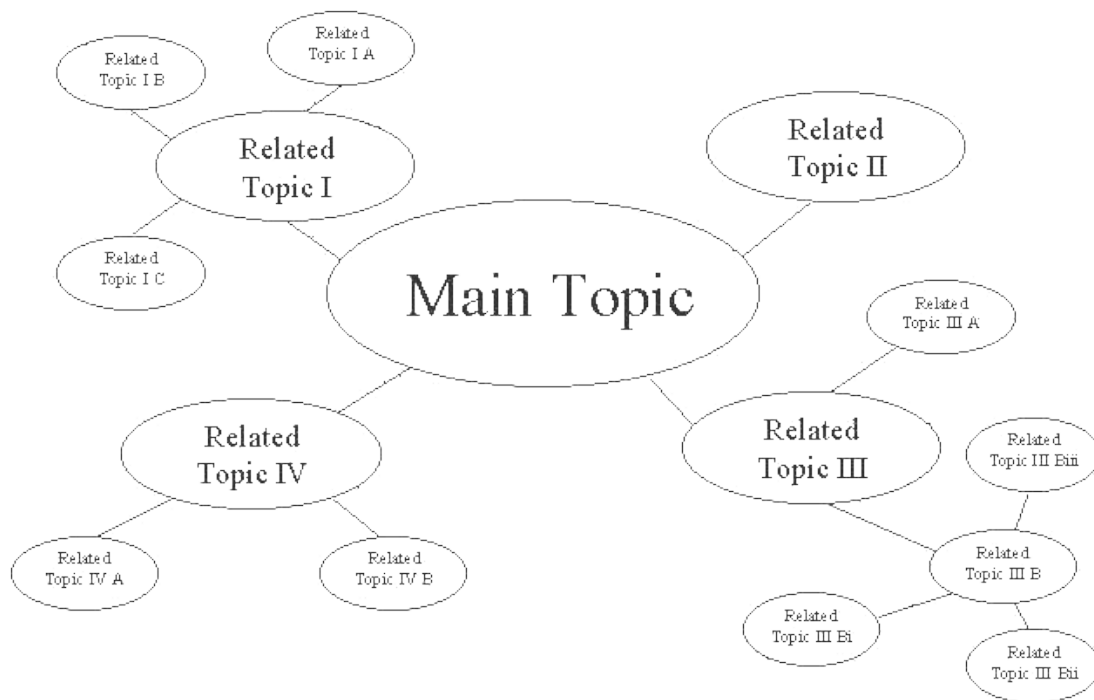 Related
Topic I A
Related
Topic I B
Related
Topic I
Related
Topic I C
Related
Topic II
Main Topic
Related
Topic III A
Related
Topic III
Related
Topic III Biii
Related
Topic III B
Related
Topic III Bi
Related
Topic III Bii
Related
Topic IV
Related
Topic IV A
Related
Topic IV B